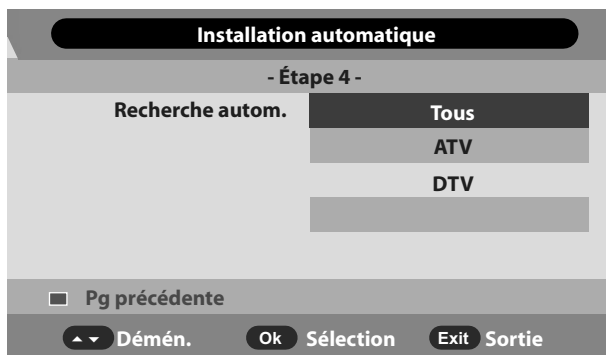 Installation automatique
- Étape 4 -
Recherche autom. Tous
ATV
DTV
Pg précédente
Démén. Ok Sélection Exit Sortie